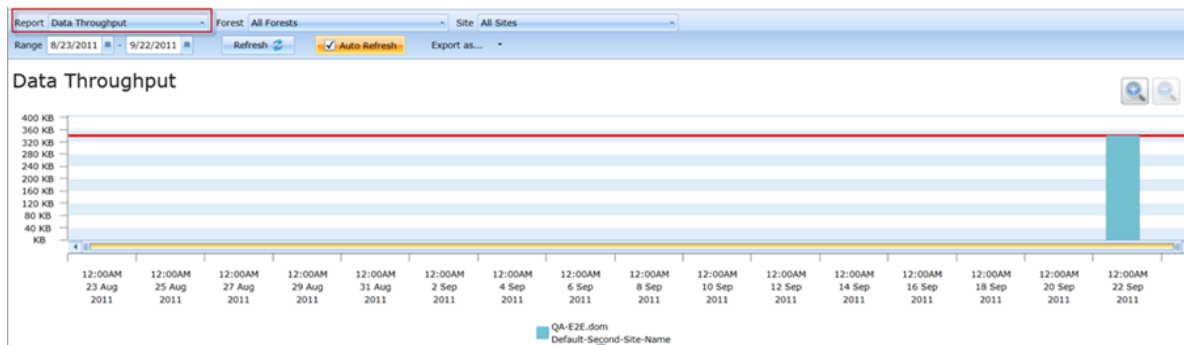 Report Data Throughput Forest All Forests Site All Sites
Range 8/23/2011 - 9/22/2011 Refresh Auto Refresh Export as...
Data Throughput
400 KB
360 KB
320 KB
280 KB
240 KB
200 KB
160 KB
120 KB
80 KB
40 KB
KB
12:00AM 12:00AM 12:00AM 12:00AM 12:00AM 12:00AM 12:00AM 12:00AM 12:00AM 12:00AM 12:00AM 12:00AM 12:00AM 12:00AM 12:00AM 12:00AM
23 Aug 25 Aug 27 Aug 29 Aug 31 Aug 2 Sep 4 Sep 6 Sep 8 Sep 10 Sep 12 Sep 14 Sep 16 Sep 18 Sep 20 Sep 22 Sep
2011 2011 2011 2011 2011 2011 2011 2011 2011 2011 2011 2011 2011 2011 2011 2011
QA-E2E.dom
Default-Second-Site-Name